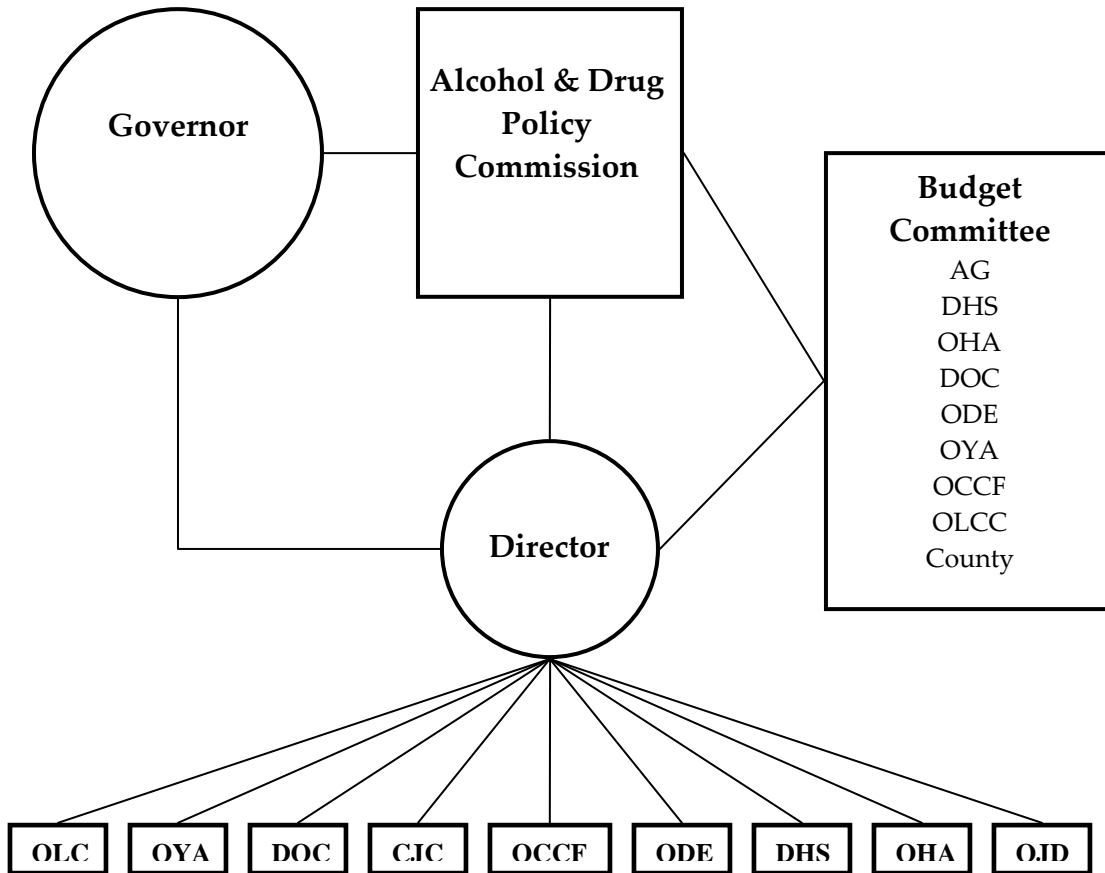 Governor
Alcohol & Drug
Policy
Commission
Budget
Committee
AG
DHS
OHA
DOC
ODE
OYA
OCCF
OLCC
County
Director
OLC
OYA
DOC
CJC
OCCF
ODE
DHS
OHA
OJD